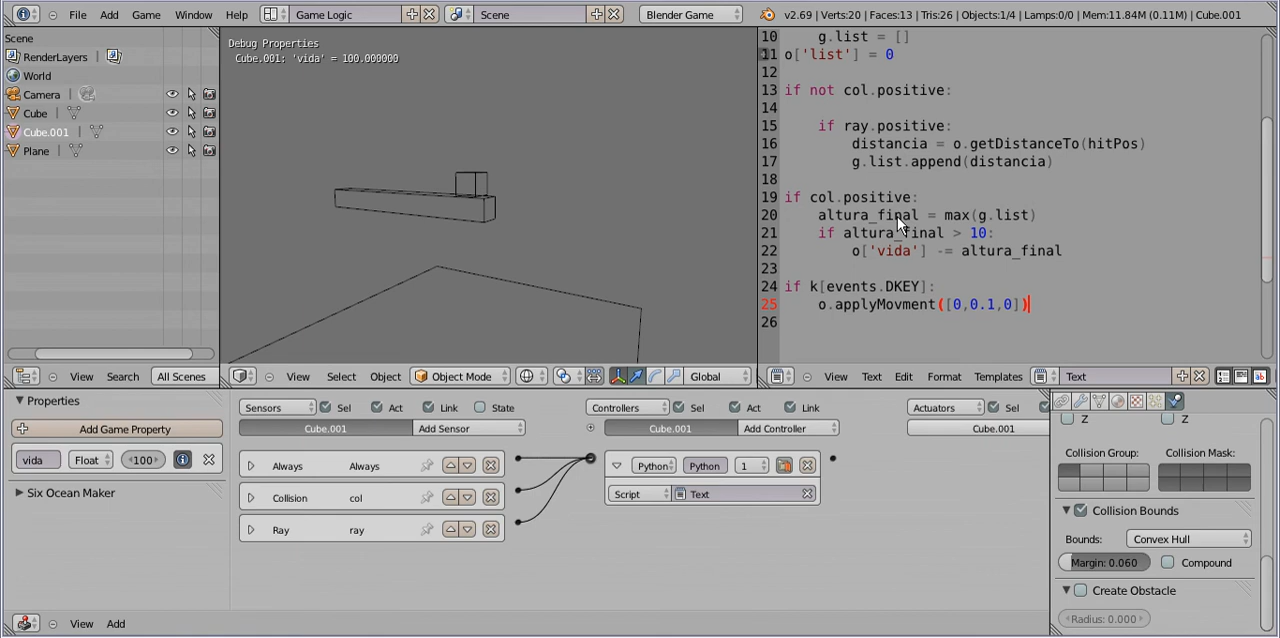 File Add Game Window Help Game Logic Scene Blender Game v2.69 | Verts:20 | Faces:13 | Tris:26 | Objects:1/4 | Lamps:0/0 | Mem:11.84M (0.11M) | Cube.001
Scene
RenderLayers
World
Camera
Cube
Cube.001
Plane
View Search All Scenes
Debug Properties
Cube.001: 'vida' = 100.000000
View Select Object Object Mode Global
10 g.list = []
11 o['list'] = 0
12
13 if not col.positive:
14
15 if ray.positive:
16 distancia = o.getDistanceTo(hitPos)
17 g.list.append(distancia)
18
19 if col.positive:
20 altura_final = max(g.list)
21 if altura_final > 10:
22 o['vida'] -= altura_final
23
24 if k[events.DKEY]:
25 o.applyMovment([0,0.1,0])
26
View Text Edit Format Templates Text
Properties
Add Game Property
vida Float 100
Six Ocean Maker
Sensors Sel Act Link State
Cube.001 Add Sensor
Always Always
Collision col
Ray ray
Controllers Sel Act Link
Cube.001 Add Controller
Python Python 1
Script Text
Actuators Sel
Cube.001
Z Z
Collision Group: Collision Mask:
Collision Bounds
Bounds: Convex Hull
Margin: 0.060 Compound
Create Obstacle
Radius: 0.000
View Add